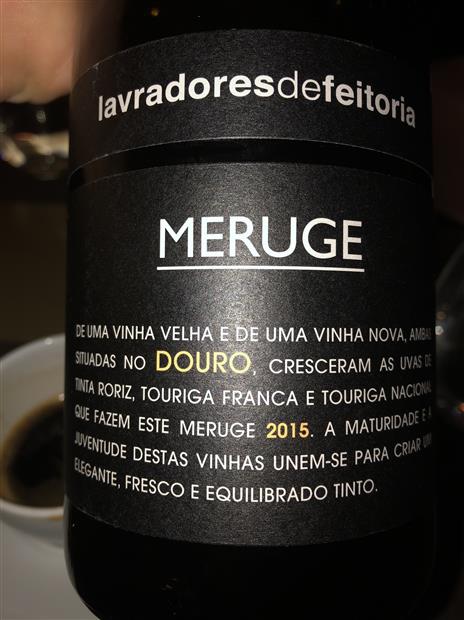 lavradoresdefeitoria
MERUGE
DE UMA VINHA VELHA E DE UMA VINHA NOVA, AMBAS
SITUADAS NO DOURO, CRESCERAM AS UVAS DE
TINTA RORIZ, TOURIGA FRANCA E TOURIGA NACIONAL
QUE FAZEM ESTE MERUGE 2015. A MATURIDADE E A
JUVENTUDE DESTAS VINHAS UNEM-SE PARA CRIAR UM
ELEGANTE, FRESCO E EQUILIBRADO TINTO.